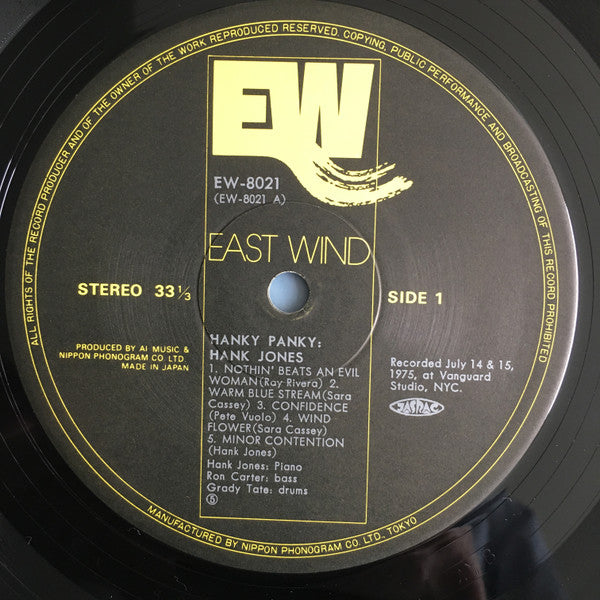 ALL RIGHTS OF THE RECORD PRODUCER AND OF THE OWNER OF THE WORK REPRODUCED RESERVED. COPYING, PUBLIC PERFORMANCE AND BROADCASTING OF THIS RECORD PROHIBITED
EW
EW-8021
(EW-8021 A)
EAST WIND
STEREO 33 1/3
SIDE 1
PRODUCED BY AI MUSIC &
NIPPON PHONOGRAM CO. LTD.
MADE IN JAPAN
HANKY PANKY:
HANK JONES
1. NOTHIN' BEATS AN EVIL
WOMAN(Ray Rivera) 2.
WARM BLUE STREAM(Sara
Cassey) 3. CONFIDENCE
(Pete Vuolo) 4. WIND
FLOWER(Sara Cassey)
5. MINOR CONTENTION
(Hank Jones)
Hank Jones: Piano
Ron Carter: bass
Grady Tate: drums
⑤
Recorded July 14 & 15,
1975, at Vanguard
Studio, NYC.
JASRAC
MANUFACTURED BY NIPPON PHONOGRAM CO. LTD. TOKYO